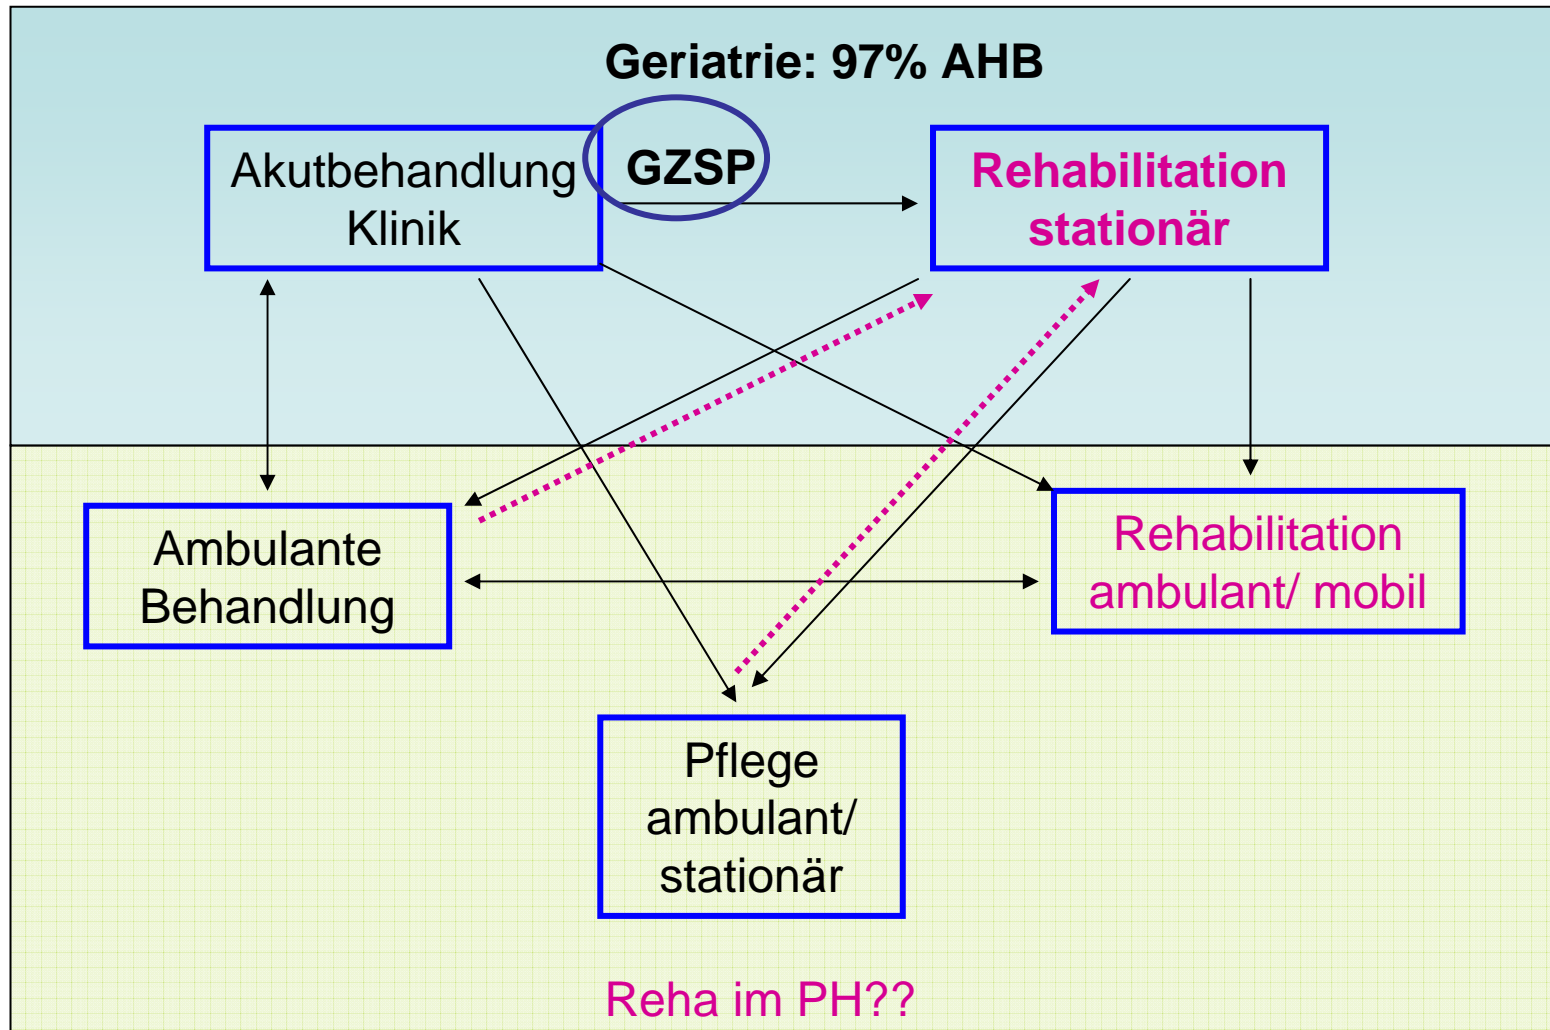 Geriatrie: 97% AHB
Akutbehandlung
Klinik
GZSP
Rehabilitation
stationär
Ambulante
Behandlung
Rehabilitation
ambulant/ mobil
Pflege
ambulant/
stationär
Reha im PH??